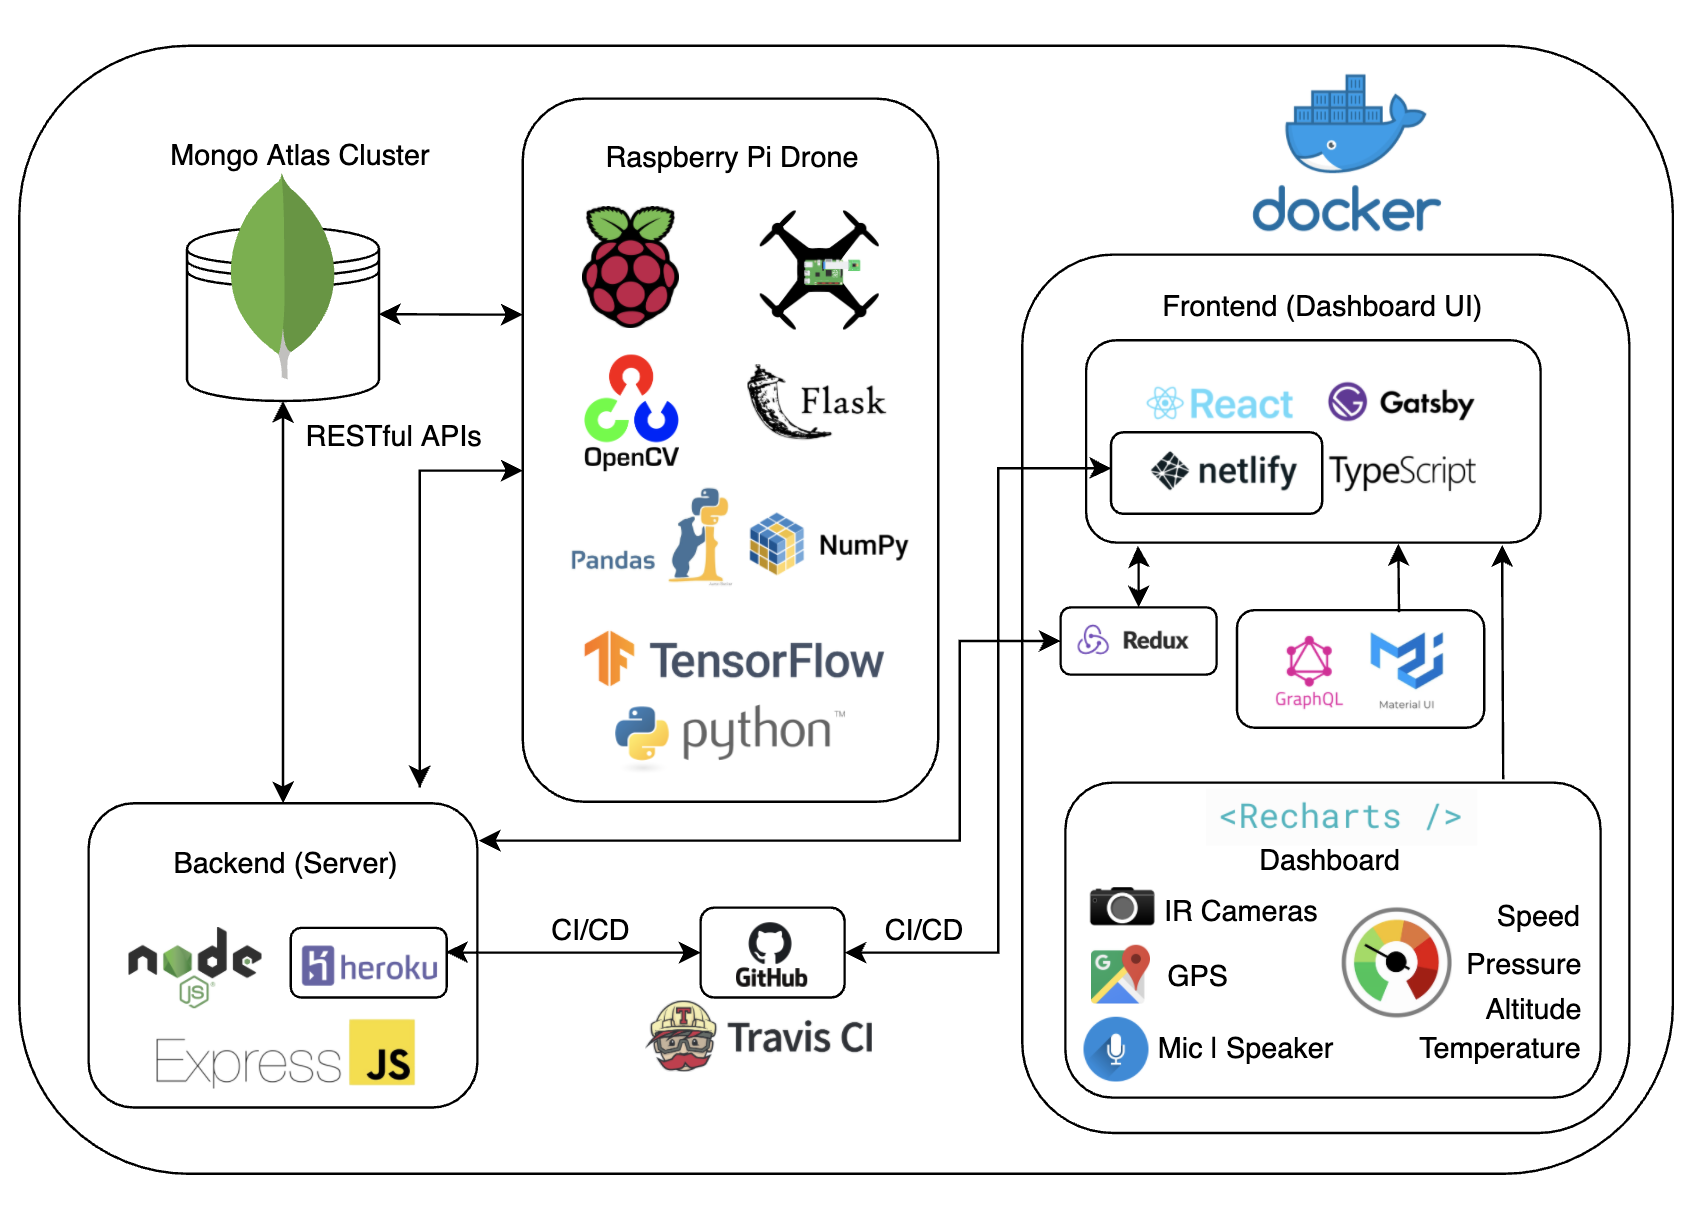 docker
Mongo Atlas Cluster
RESTful APIs
Raspberry Pi Drone
OpenCV
Flask
Pandas
NumPy
TensorFlow
python™
Frontend (Dashboard UI)
React
Gatsby
netlify
TypeScript
Redux
GraphQL
Material UI
<Recharts />
Dashboard
IR Cameras
G
GPS
Mic | Speaker
Speed
Pressure
Altitude
Temperature
Backend (Server)
node
JS
heroku
Express
JS
CI/CD
GitHub
CI/CD
T
Travis CI